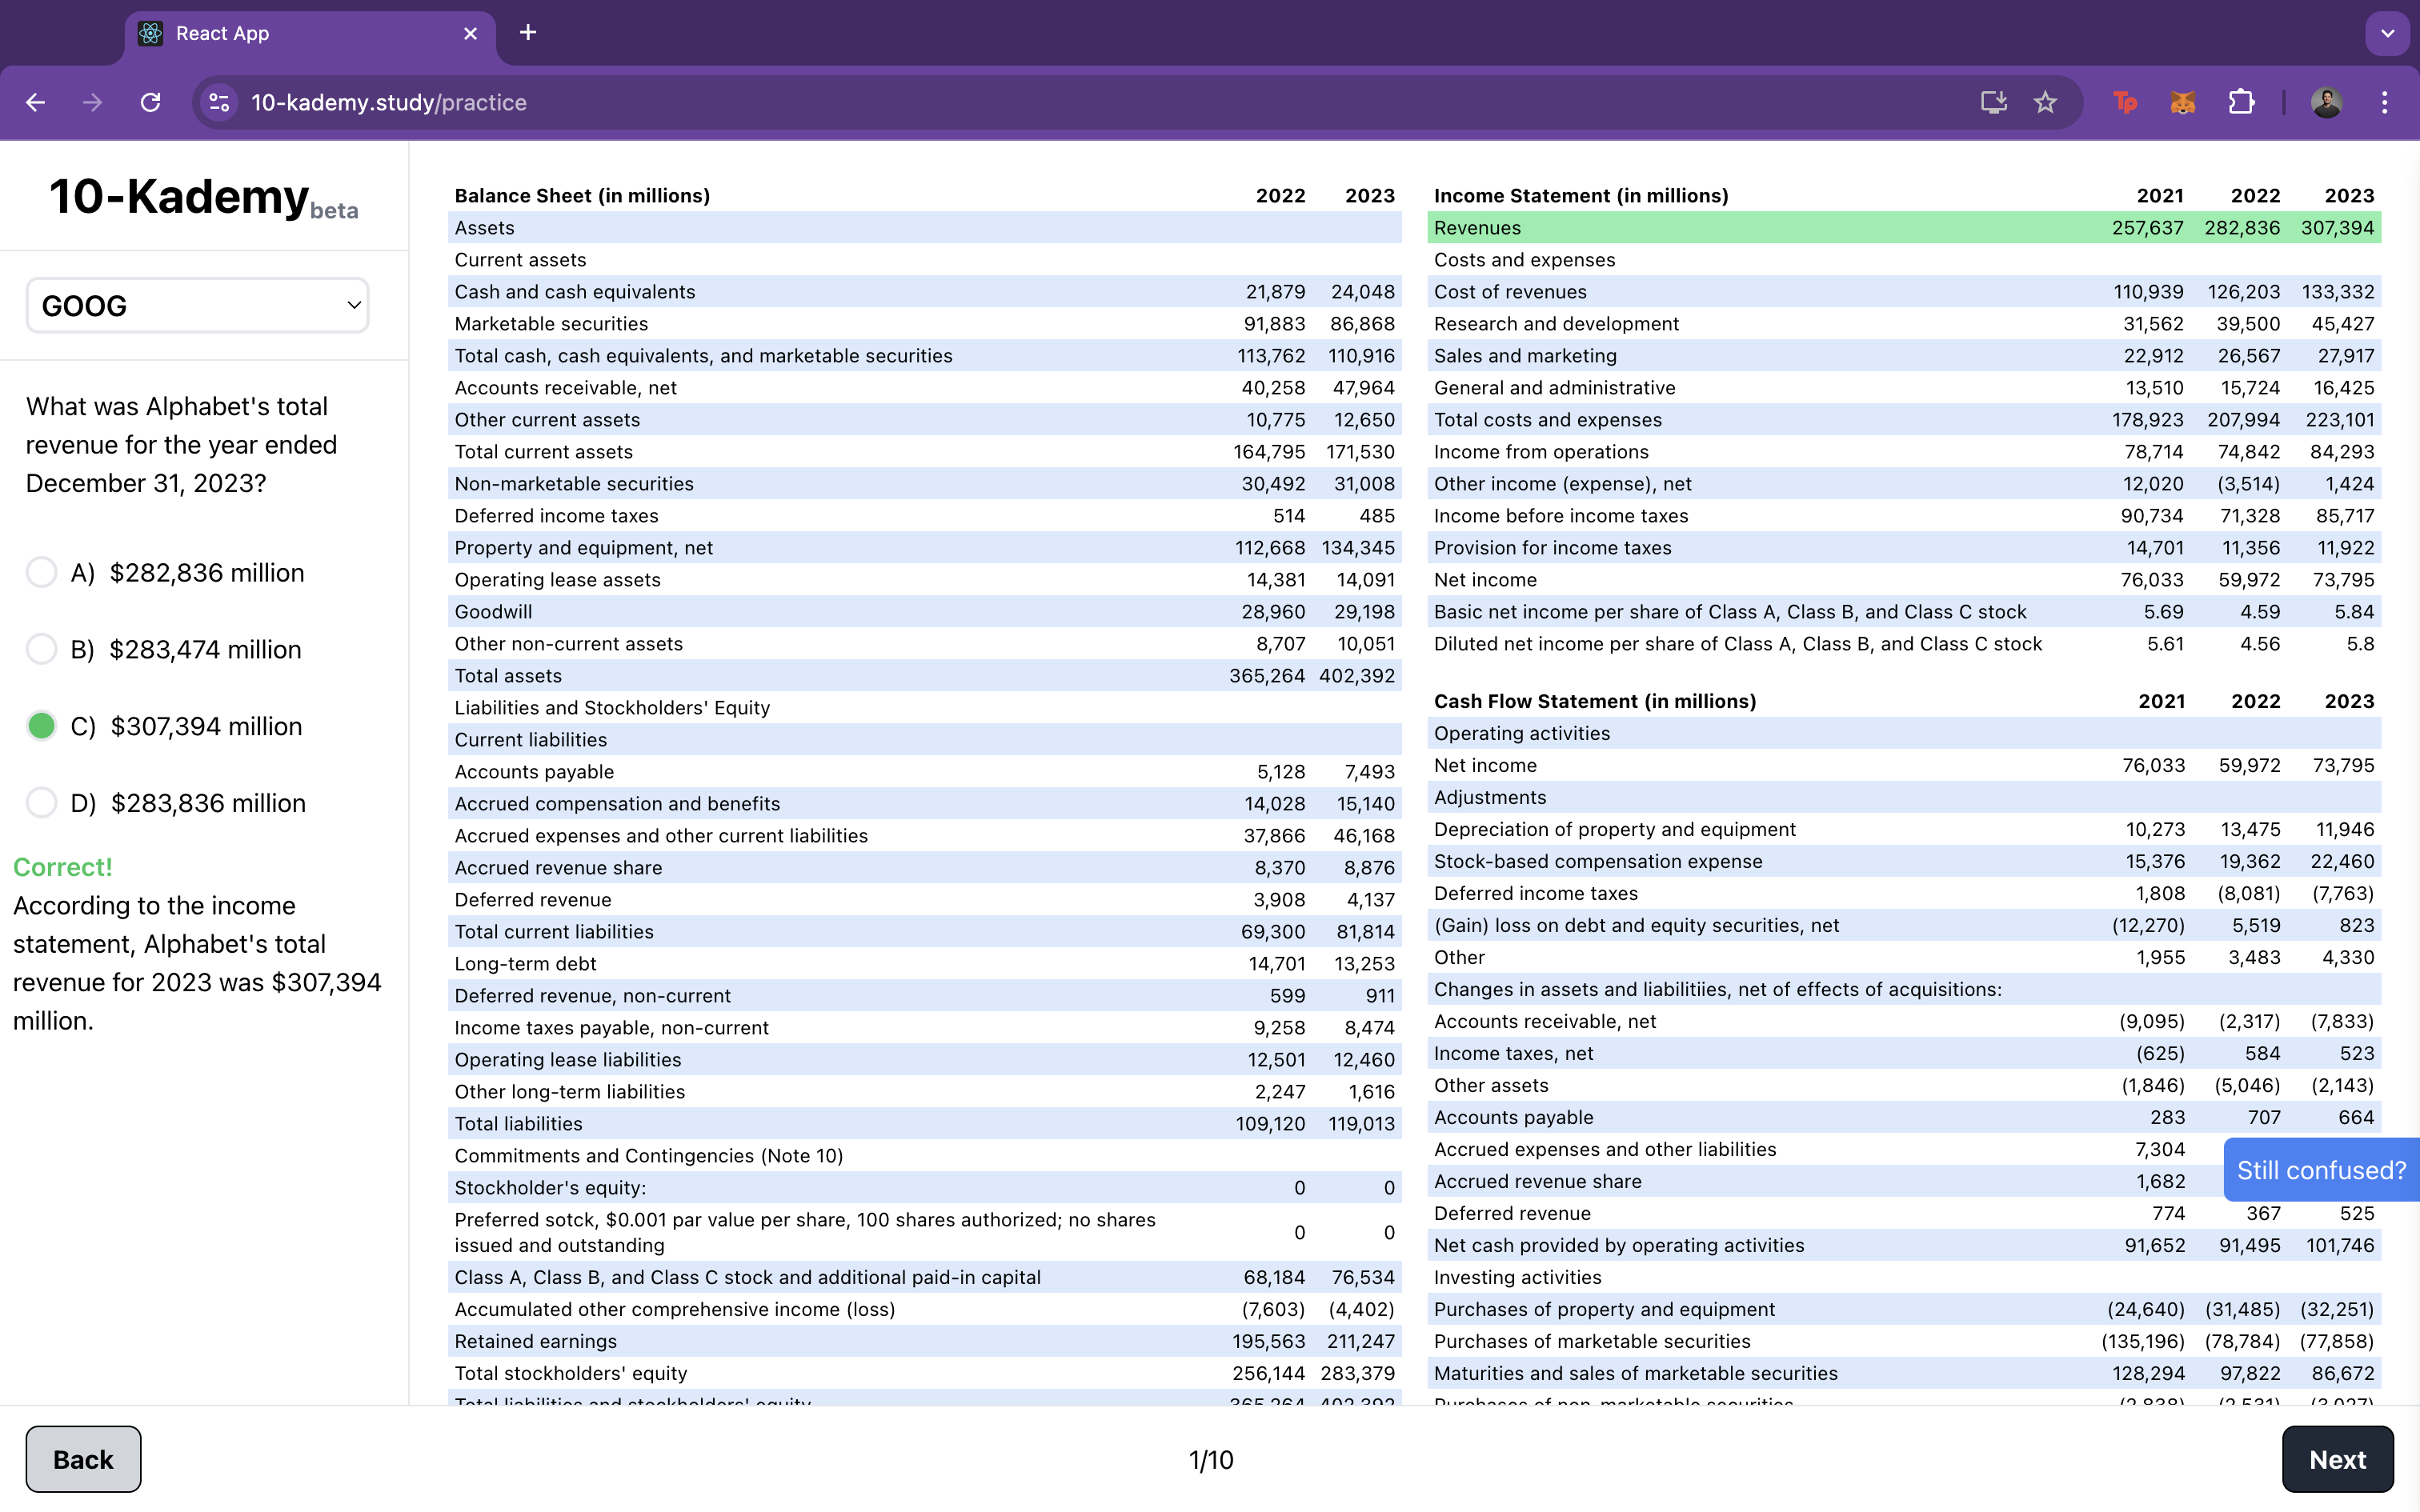 React App
10-kademy.study/practice
10-Kademy beta
GOOG
What was Alphabet's total
revenue for the year ended
December 31, 2023?
A) $282,836 million
B) $283,474 million
C) $307,394 million
D) $283,836 million
Correct!
According to the income
statement, Alphabet's total
revenue for 2023 was $307,394
million.
Balance Sheet (in millions) 2022 2023
Assets
Current assets
Cash and cash equivalents 21,879 24,048
Marketable securities 91,883 86,868
Total cash, cash equivalents, and marketable securities 113,762 110,916
Accounts receivable, net 40,258 47,964
Other current assets 10,775 12,650
Total current assets 164,795 171,530
Non-marketable securities 30,492 31,008
Deferred income taxes 514 485
Property and equipment, net 112,668 134,345
Operating lease assets 14,381 14,091
Goodwill 28,960 29,198
Other non-current assets 8,707 10,051
Total assets 365,264 402,392
Liabilities and Stockholders' Equity
Current liabilities
Accounts payable 5,128 7,493
Accrued compensation and benefits 14,028 15,140
Accrued expenses and other current liabilities 37,866 46,168
Accrued revenue share 8,370 8,876
Deferred revenue 3,908 4,137
Total current liabilities 69,300 81,814
Long-term debt 14,701 13,253
Deferred revenue, non-current 599 911
Income taxes payable, non-current 9,258 8,474
Operating lease liabilities 12,501 12,460
Other long-term liabilities 2,247 1,616
Total liabilities 109,120 119,013
Commitments and Contingencies (Note 10)
Stockholder's equity: 0 0
Preferred sotck, $0.001 par value per share, 100 shares authorized; no shares
issued and outstanding 0 0
Class A, Class B, and Class C stock and additional paid-in capital 68,184 76,534
Accumulated other comprehensive income (loss) (7,603) (4,402)
Retained earnings 195,563 211,247
Total stockholders' equity 256,144 283,379
Total liabilities and stockholders' equity 365,264 402,392
Income Statement (in millions) 2021 2022 2023
Revenues 257,637 282,836 307,394
Costs and expenses
Cost of revenues 110,939 126,203 133,332
Research and development 31,562 39,500 45,427
Sales and marketing 22,912 26,567 27,917
General and administrative 13,510 15,724 16,425
Total costs and expenses 178,923 207,994 223,101
Income from operations 78,714 74,842 84,293
Other income (expense), net 12,020 (3,514) 1,424
Income before income taxes 90,734 71,328 85,717
Provision for income taxes 14,701 11,356 11,922
Net income 76,033 59,972 73,795
Basic net income per share of Class A, Class B, and Class C stock 5.69 4.59 5.84
Diluted net income per share of Class A, Class B, and Class C stock 5.61 4.56 5.8
Cash Flow Statement (in millions) 2021 2022 2023
Operating activities
Net income 76,033 59,972 73,795
Adjustments
Depreciation of property and equipment 10,273 13,475 11,946
Stock-based compensation expense 15,376 19,362 22,460
Deferred income taxes 1,808 (8,081) (7,763)
(Gain) loss on debt and equity securities, net (12,270) 5,519 823
Other 1,955 3,483 4,330
Changes in assets and liabilitiies, net of effects of acquisitions:
Accounts receivable, net (9,095) (2,317) (7,833)
Income taxes, net (625) 584 523
Other assets (1,846) (5,046) (2,143)
Accounts payable 283 707 664
Accrued expenses and other liabilities 7,304
Accrued revenue share 1,682
Still confused?
Deferred revenue 774 367 525
Net cash provided by operating activities 91,652 91,495 101,746
Investing activities
Purchases of property and equipment (24,640) (31,485) (32,251)
Purchases of marketable securities (135,196) (78,784) (77,858)
Maturities and sales of marketable securities 128,294 97,822 86,672
Purchases of non-marketable securities (2,838) (2,531) (3,027)
Back
1/10
Next